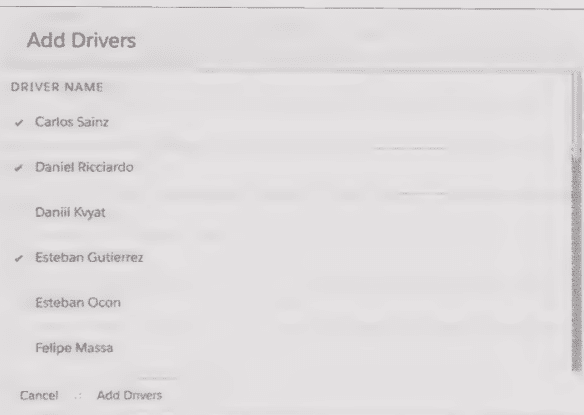 Add Drivers
DRIVER NAME
✔ Carlos Sainz
✔ Daniel Ricciardo
Daniil Kvyat
✔ Esteban Gutierrez
Esteban Ocon
Felipe Massa
Cancel Add Drivers